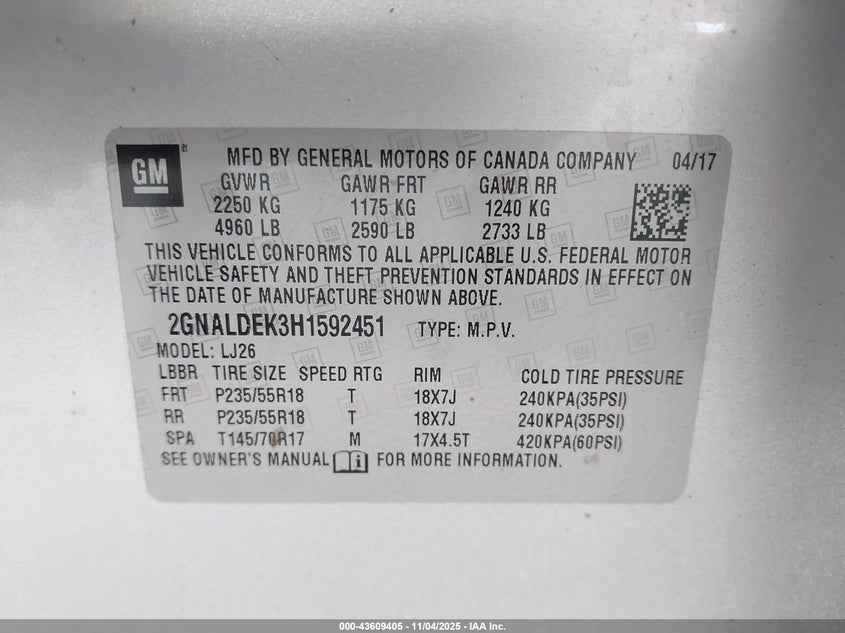 GM ® MFD BY GENERAL MOTORS OF CANADA COMPANY 04/17
GVWR GAWR FRT GAWR RR
2250 KG 1175 KG 1240 KG
4960 LB 2590 LB 2733 LB
THIS VEHICLE CONFORMS TO ALL APPLICABLE U.S. FEDERAL MOTOR
VEHICLE SAFETY AND THEFT PREVENTION STANDARDS IN EFFECT ON
THE DATE OF MANUFACTURE SHOWN ABOVE.
2GNALDEK3H1592451 TYPE: M.P.V.
MODEL: LJ26
LBBR TIRE SIZE SPEED RTG RIM COLD TIRE PRESSURE
FRT P235/55R18 T 18X7J 240KPA(35PSI)
RR P235/55R18 T 18X7J 240KPA(35PSI)
SPA T145/70R17 M 17X4.5T 420KPA(60PSI)
SEE OWNER'S MANUAL FOR MORE INFORMATION.
000-43609405 - 11/04/2025 - IAA Inc.